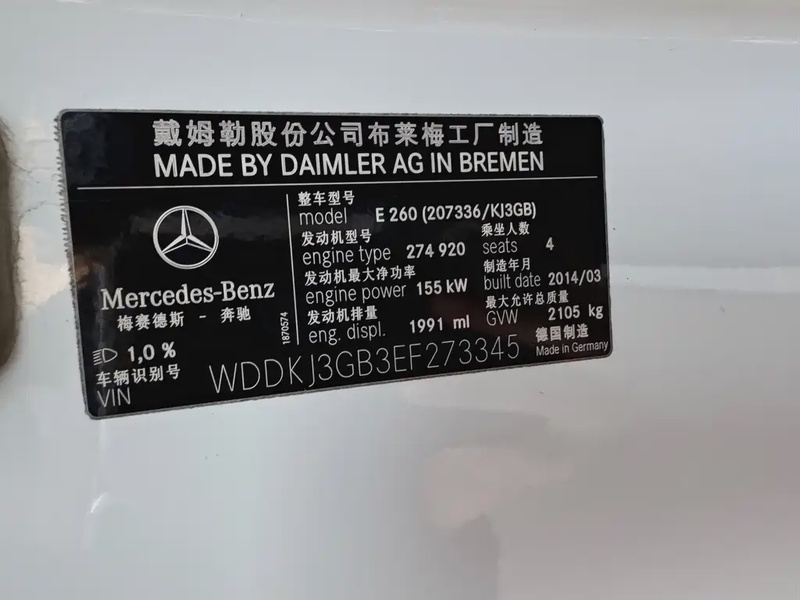 戴姆勒股份公司布莱梅工厂制造
MADE BY DAIMLER AG IN BREMEN
整车型号
model E 260 (207336/KJ3GB)
发动机型号
engine type 274 920
乘坐人数
seats 4
发动机最大净功率
engine power 155 kW
制造年月
built date 2014/03
发动机排量
eng. displ. 1991 ml
最大允许总质量
GVW 2105 kg
德国制造
Made in Germany
Mercedes-Benz
梅赛德斯 - 奔驰
1870574
1,0 %
车辆识别号
VIN WDDKJ3GB3EF273345